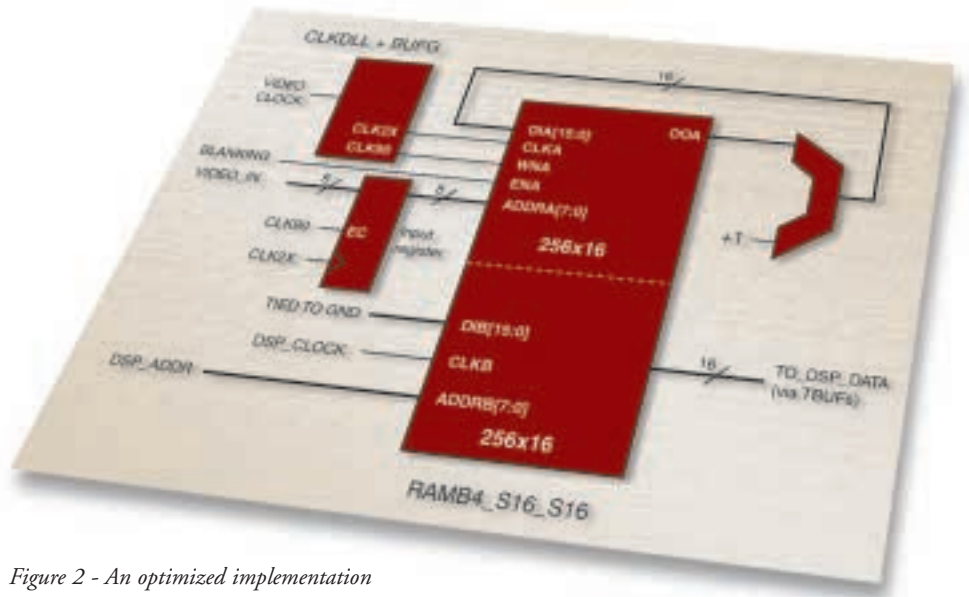 CLKDLL + BUFG
VIDEO
CLOCK
CLK2X
CLK90
BLANKING
VIDEO_IN
8
8
CLK90
CLK2X
EC
Input
register
16
DIA[15:0]
DOA
CLKA
WNA
ENA
ADDRA[7:0]
256x16
+1
TIED TO GND
DSP_CLOCK
DSP_ADDR
DIB[15:0]
CLKB
ADDRB[7:0]
256x16
16
TO_DSP_DATA
(via TBUFs)
RAMB4_S16_S16
Figure 2 - An optimized implementation